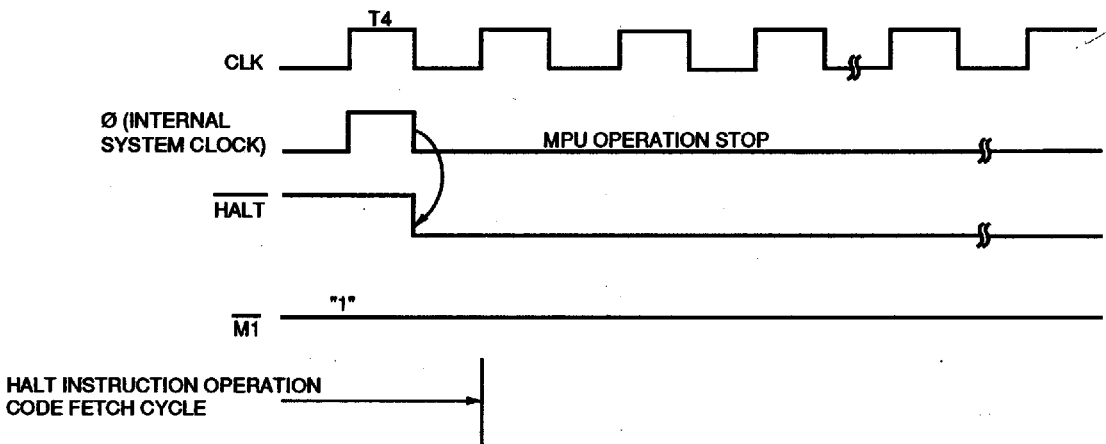 T4
CLK
Ø (INTERNAL
SYSTEM CLOCK)
MPU OPERATION STOP
HALT
"1"
M1
HALT INSTRUCTION OPERATION
CODE FETCH CYCLE